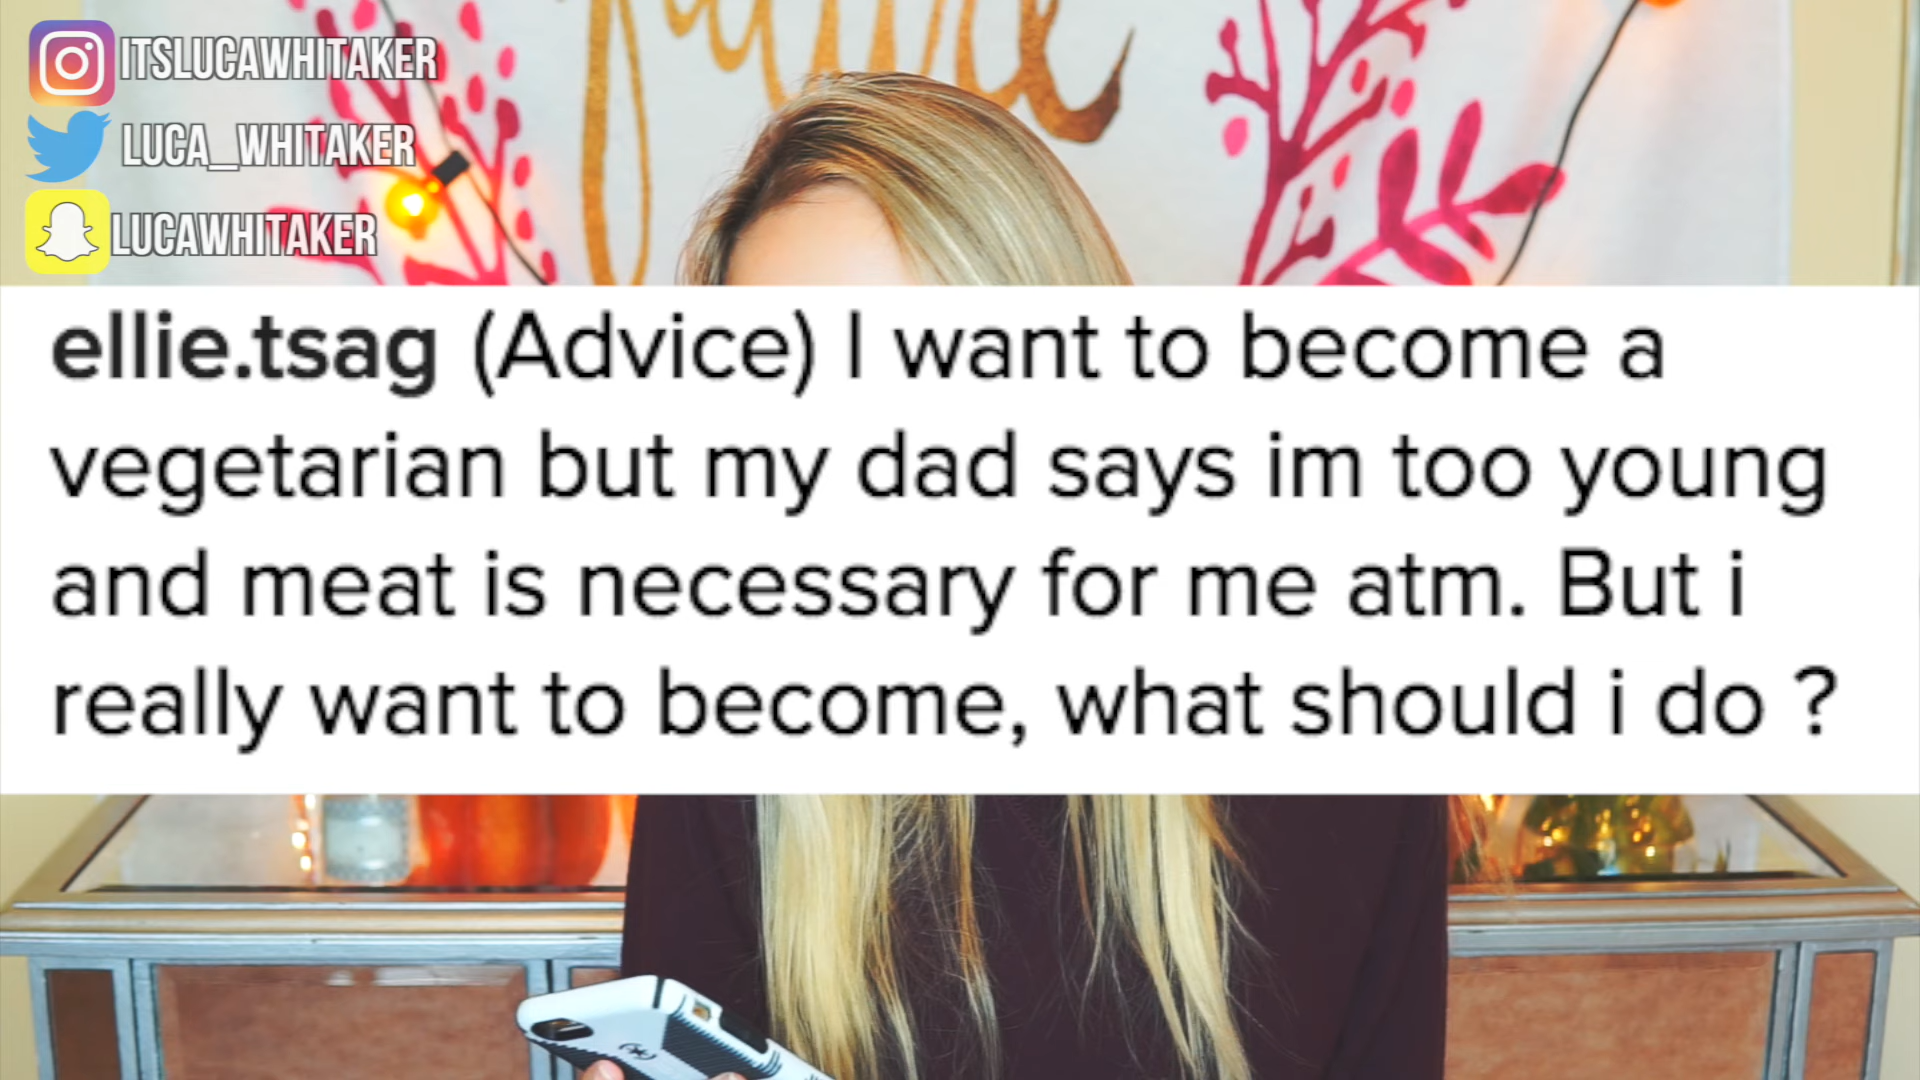 ITSLUCAWHITAKER
LUCA_WHITAKER
LUCAWHITAKER
ellie.tsag (Advice) I want to become a
vegetarian but my dad says im too young
and meat is necessary for me atm. But i
really want to become, what should i do ?